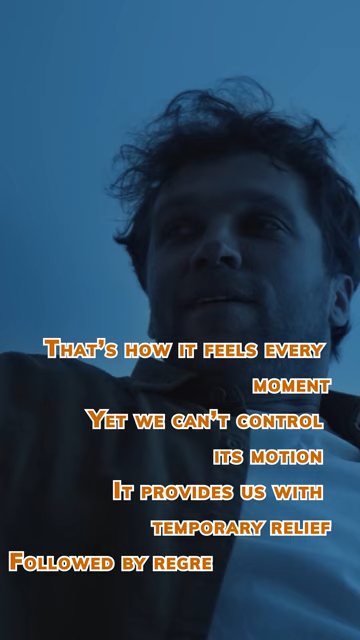 That's how it feels every
moment
Yet we can't control
its motion
It provides us with
temporary relief
Followed by regre